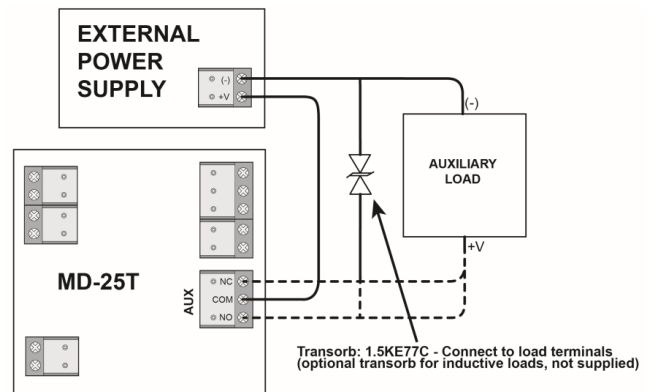 EXTERNAL
POWER
SUPPLY
(-)
+V
(-)
AUXILIARY
LOAD
+V
MD-25T
AUX
NC
COM
NO
Transorb: 1.5KE77C - Connect to load terminals
(optional transorb for inductive loads, not supplied)